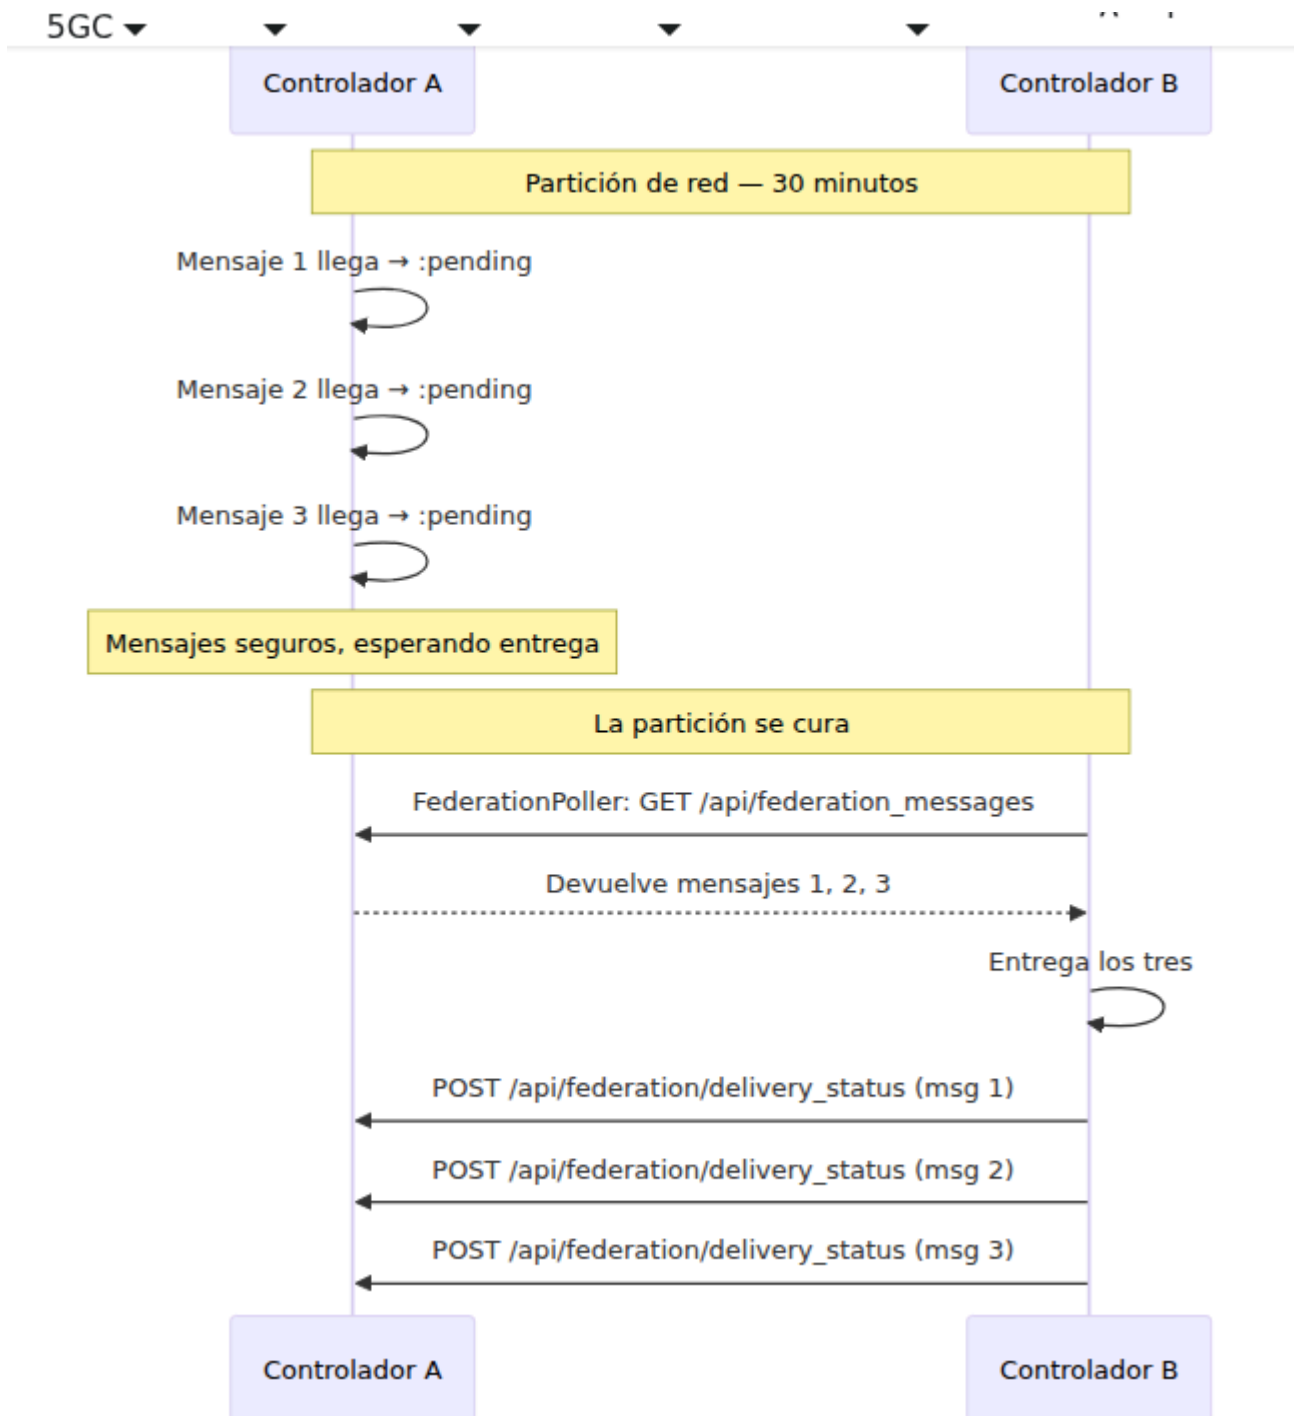 5GC
Controlador A
Controlador B
Partición de red — 30 minutos
Mensaje 1 llega → :pending
Mensaje 2 llega → :pending
Mensaje 3 llega → :pending
Mensajes seguros, esperando entrega
La partición se cura
FederationPoller: GET /api/federation_messages
Devuelve mensajes 1, 2, 3
Entrega los tres
POST /api/federation/delivery_status (msg 1)
POST /api/federation/delivery_status (msg 2)
POST /api/federation/delivery_status (msg 3)
Controlador A
Controlador B